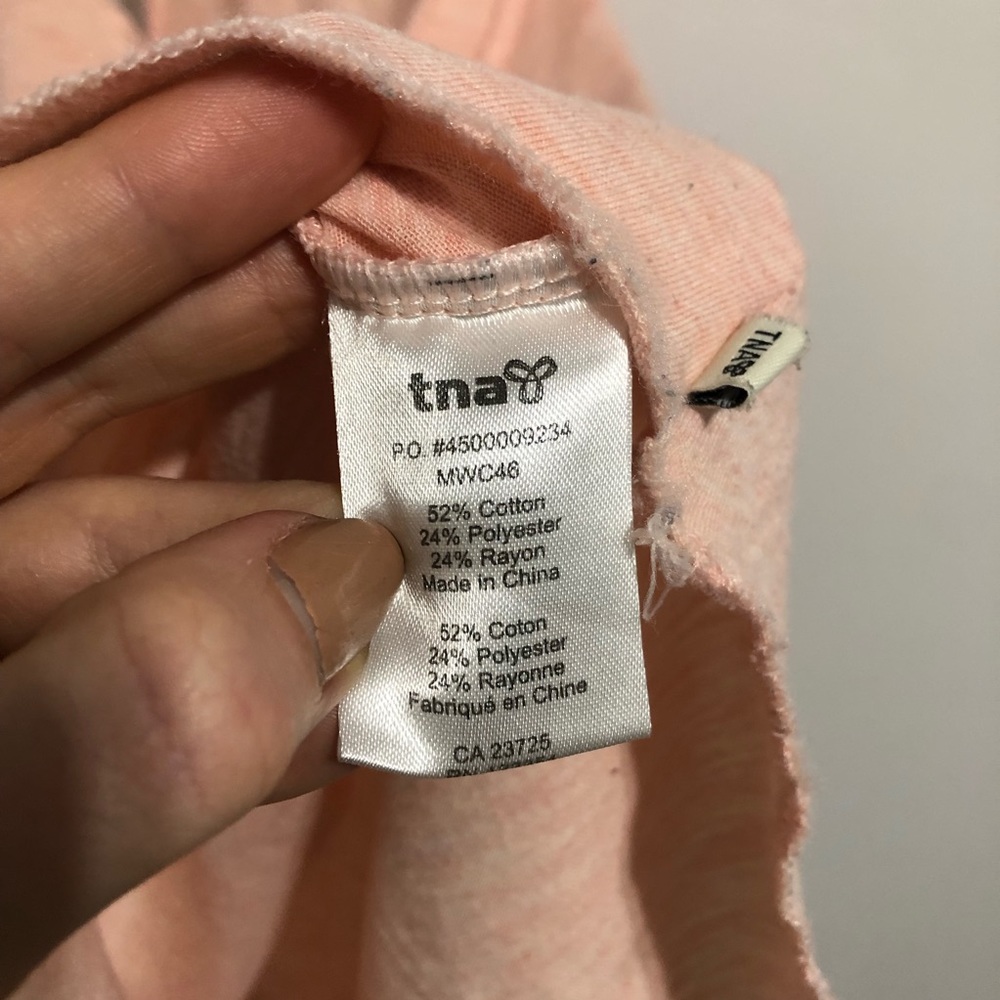 tna
P.O. #4500009234
MWC46
52% Cotton
24% Polyester
24% Rayon
Made in China
52% Coton
24% Polyester
24% Rayonne
Fabriqué en Chine
CA 23725
TNA